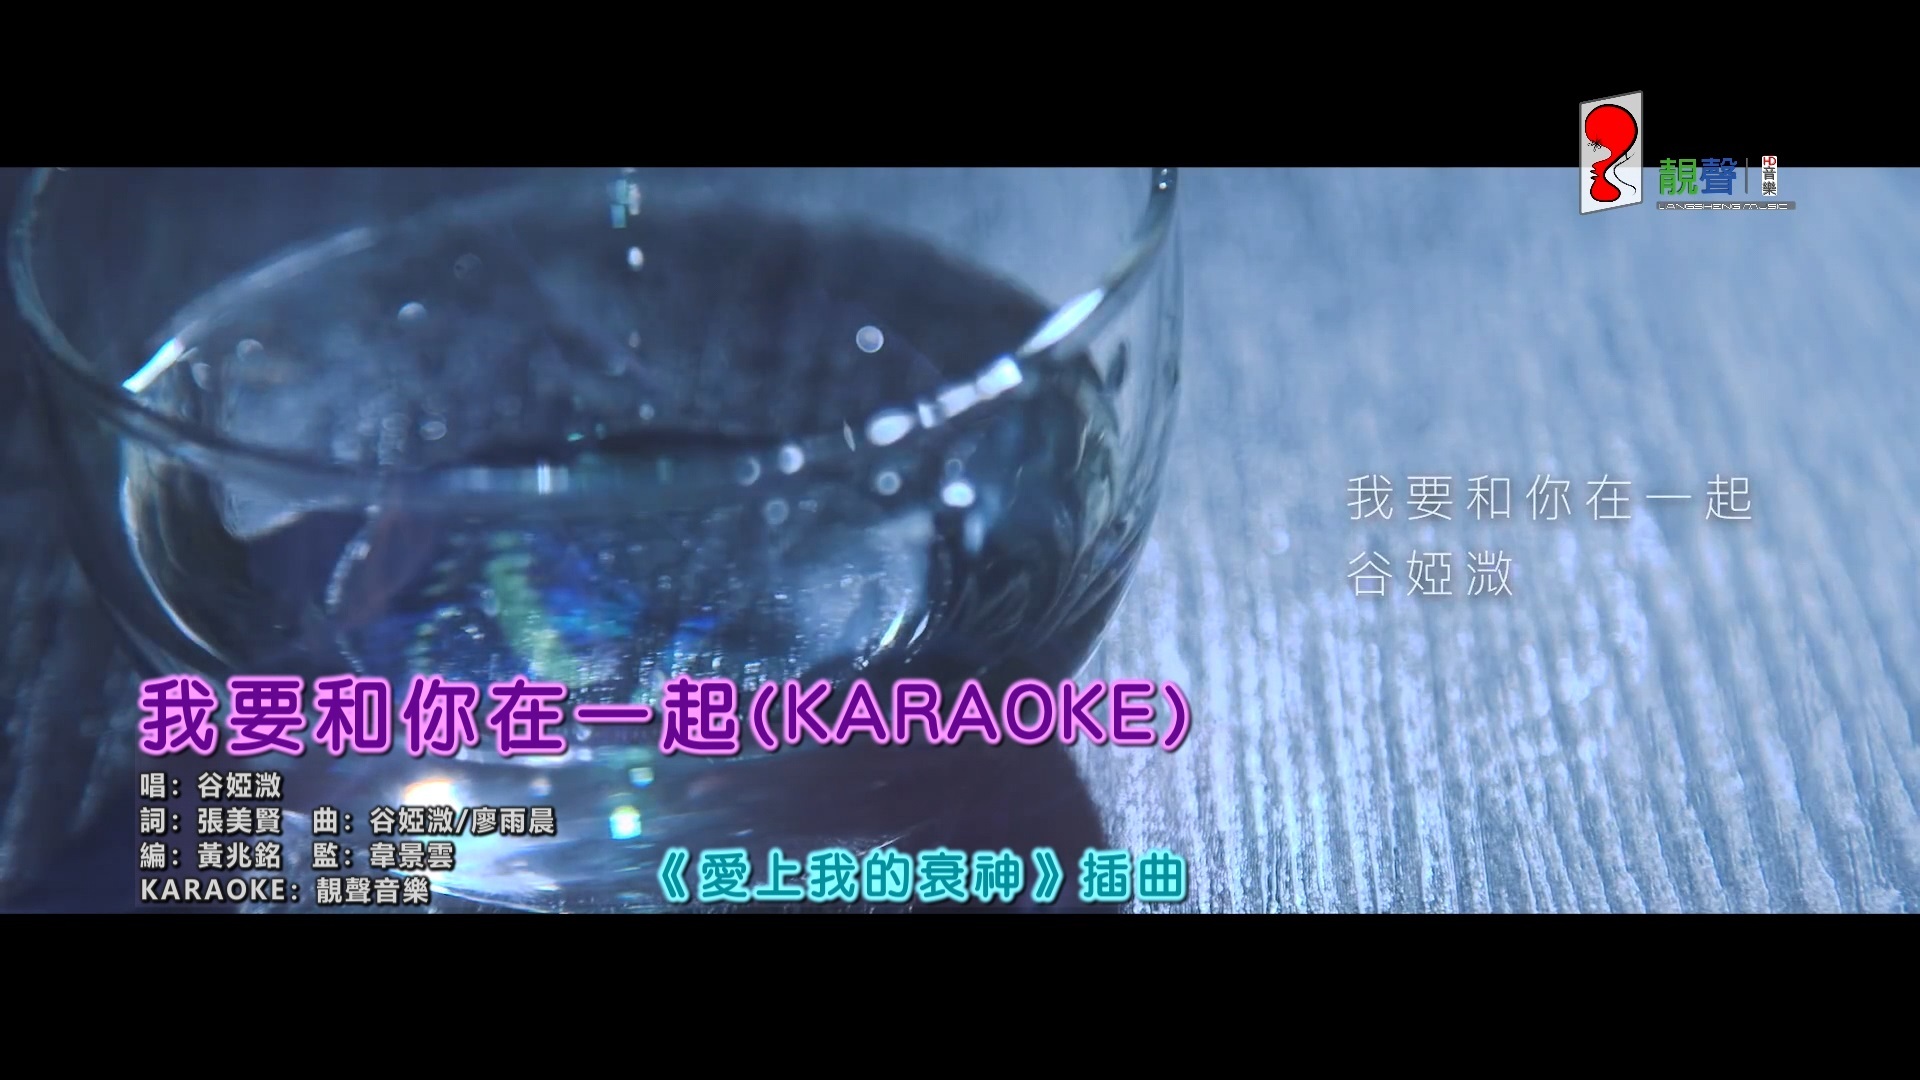 靚聲
HD音樂
LANGSHENG MUSIC
我要和你在一起
谷婭溦
我要和你在一起(KARAOKE)
唱：谷婭溦
詞：張美賢 曲：谷婭溦/廖雨晨
編：黃兆銘 監：韋景雲
KARAOKE：靚聲音樂
《愛上我的衰神》插曲